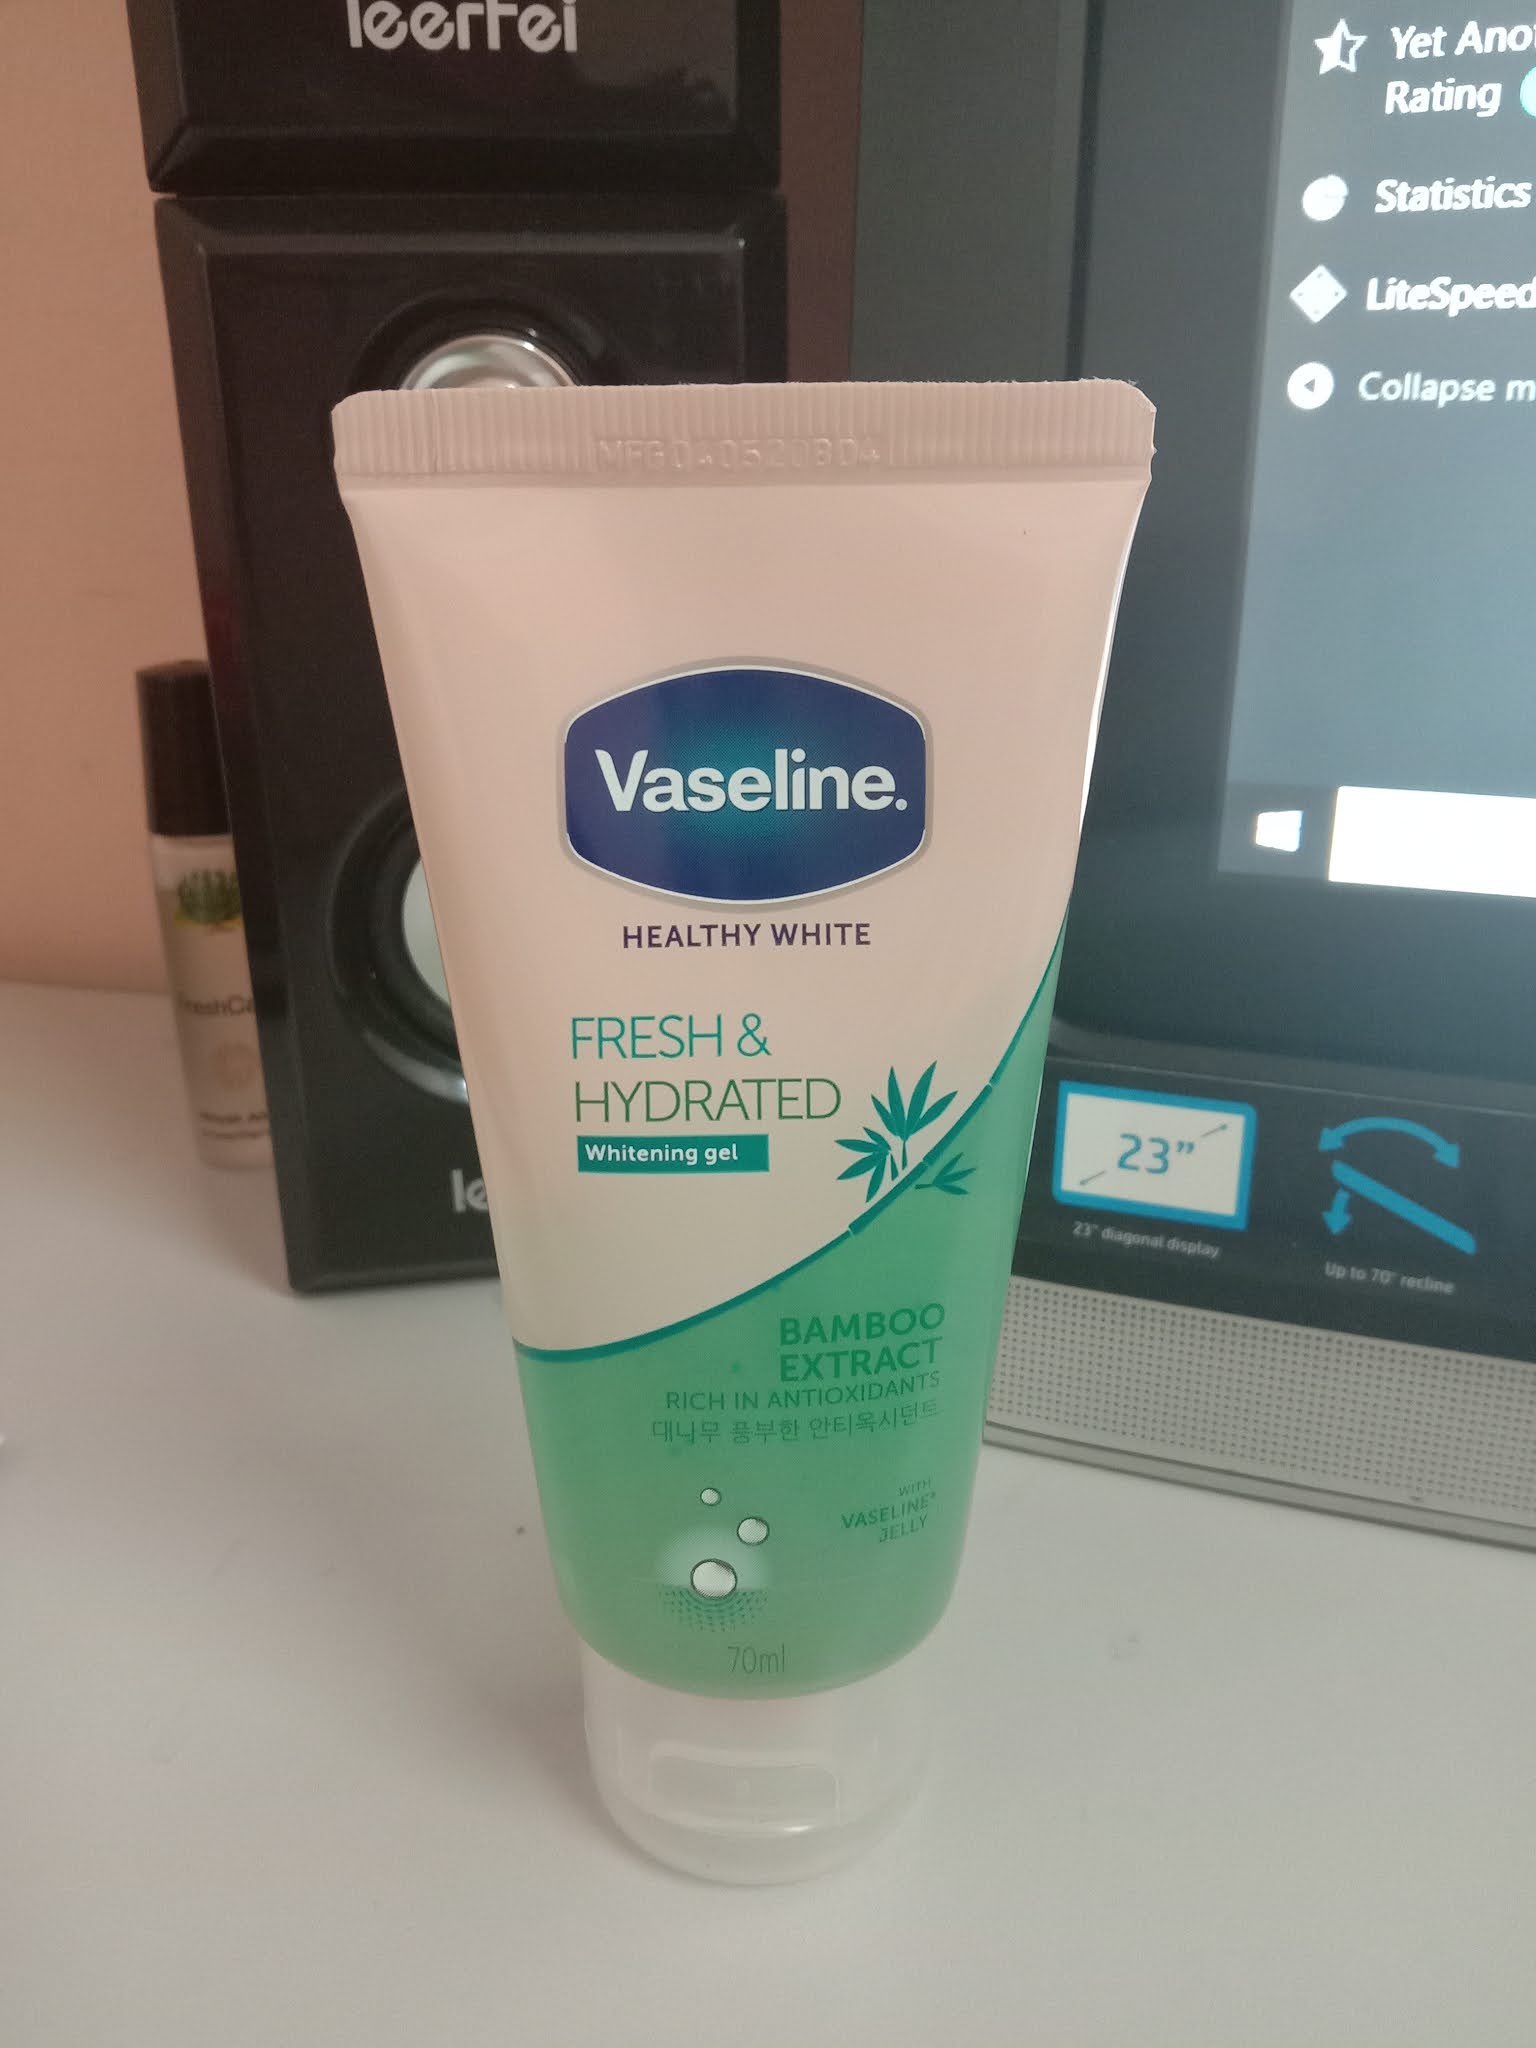 leerfei
Yet Ano
Rating
Statistics
LiteSpeed
Collapse m
MFG040520BD4
Vaseline.
HEALTHY WHITE
FRESH &
HYDRATED
Whitening gel
23”
23" diagonal display
Up to 70° recline
BAMBOO
EXTRACT
RICH IN ANTIOXIDANTS
대나무 풍부한 안티옥시던트
WITH
VASELINE®
JELLY
70ml